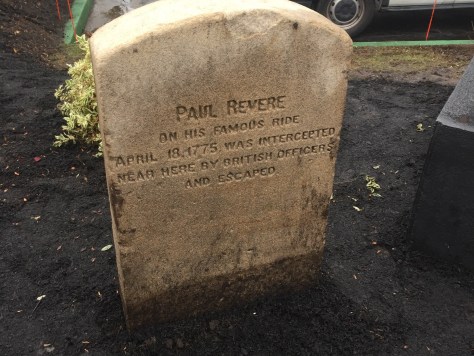 PAUL REVERE
ON HIS FAMOUS RIDE
APRIL 18, 1775, WAS INTERCEPTED
NEAR HERE BY BRITISH OFFICERS
AND ESCAPED